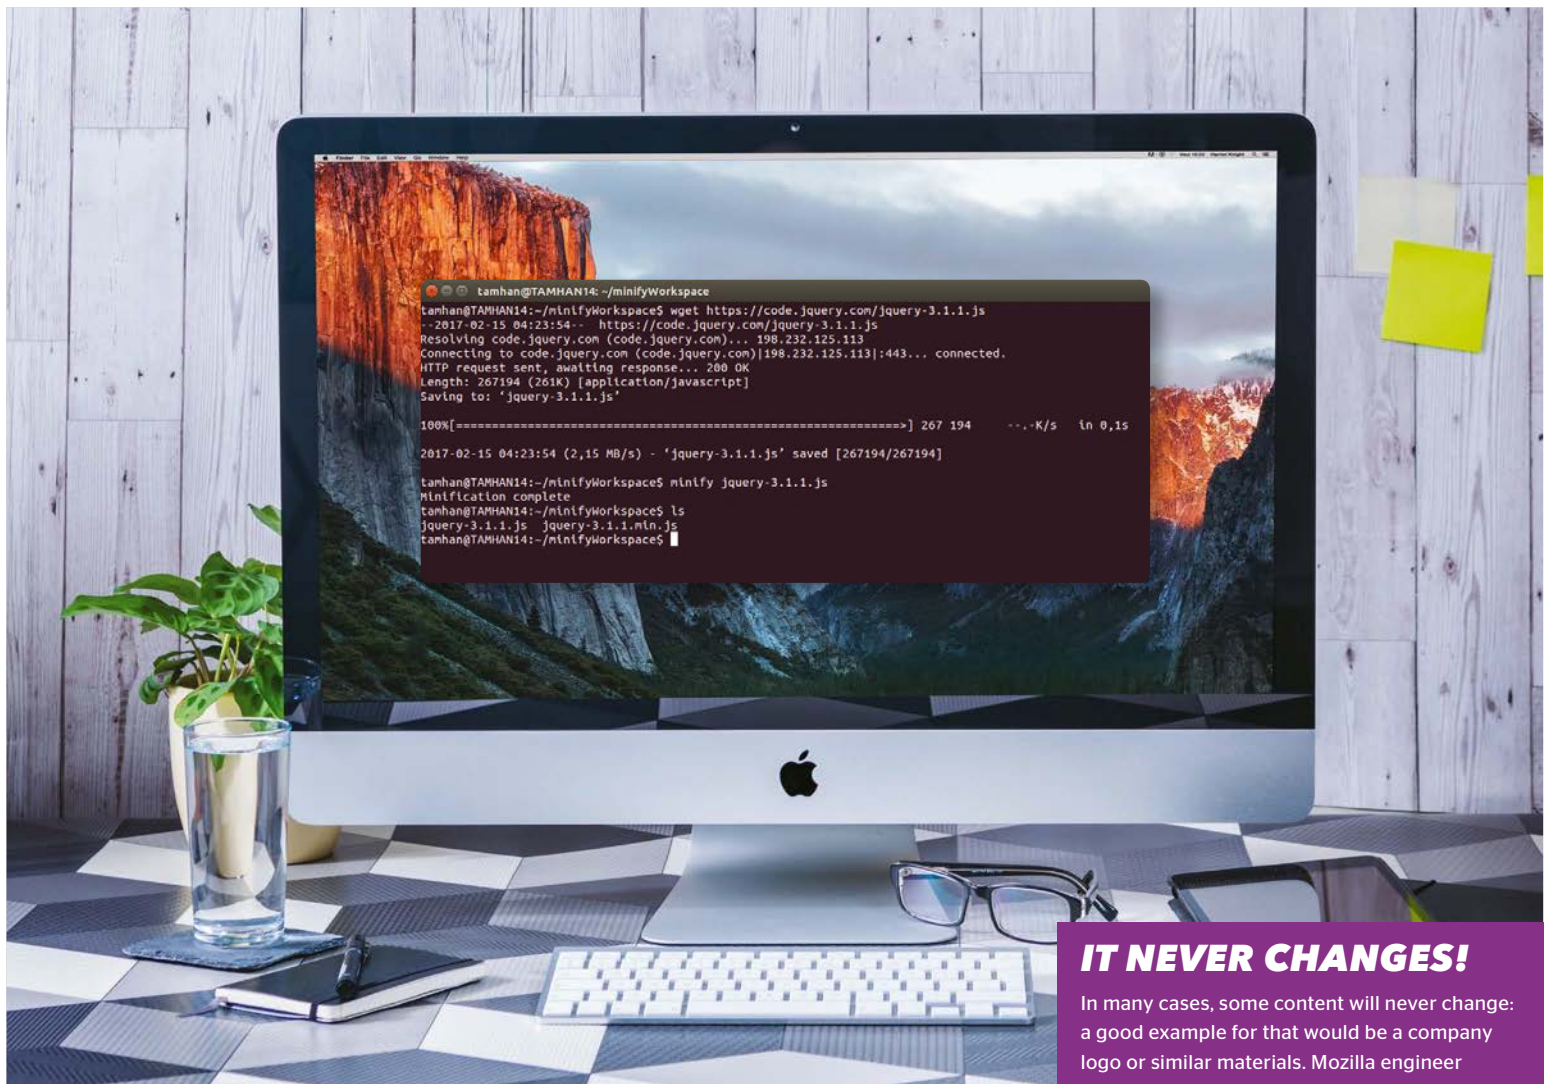 Finder File Edit View Go Window Help
tamhan@TAMHAN14: ~/minifyWorkspace
tamhan@TAMHAN14:~/minifyWorkspace$ wget https://code.jquery.com/jquery-3.1.1.js
--2017-02-15 04:23:54-- https://code.jquery.com/jquery-3.1.1.js
Resolving code.jquery.com (code.jquery.com)... 198.232.125.113
Connecting to code.jquery.com (code.jquery.com)|198.232.125.113|:443... connected.
HTTP request sent, awaiting response... 200 OK
Length: 267194 (261K) [application/javascript]
Saving to: ‘jquery-3.1.1.js’
100%[==============================================================>] 267 194 --.-K/s in 0,1s
2017-02-15 04:23:54 (2,15 MB/s) - ‘jquery-3.1.1.js’ saved [267194/267194]
tamhan@TAMHAN14:~/minifyWorkspace$ minify jquery-3.1.1.js
Minification complete
tamhan@TAMHAN14:~/minifyWorkspace$ ls
jquery-3.1.1.js jquery-3.1.1.min.js
tamhan@TAMHAN14:~/minifyWorkspace$
IT NEVER CHANGES!
In many cases, some content will never change:
a good example for that would be a company
logo or similar materials. Mozilla engineer